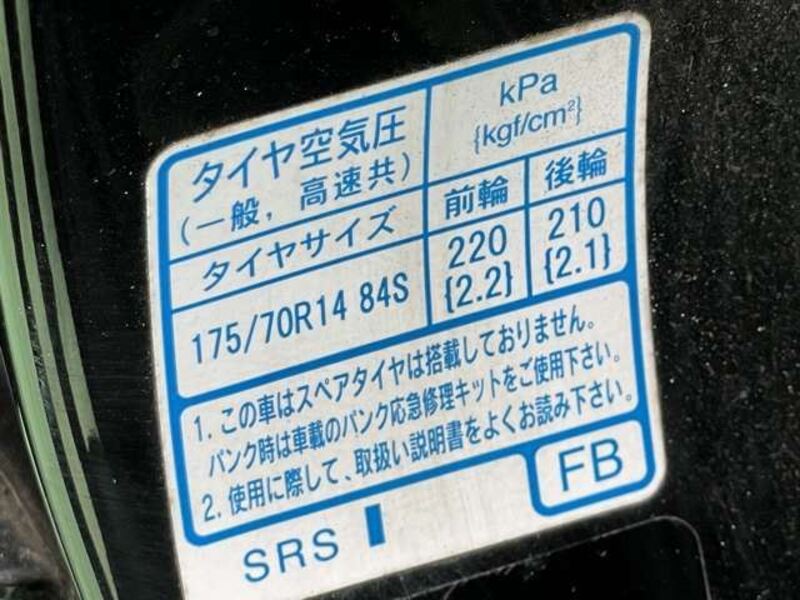 タイヤ空気圧
(一般，高速共)
kPa
{kgf/cm²}
タイヤサイズ
前輪
後輪
175/70R14 84S
220
{2.2}
210
{2.1}
1. この車はスペアタイヤは搭載しておりません。
パンク時は車載のパンク応急修理キットをご使用下さい。
2. 使用に際して、取扱い説明書をよくお読み下さい。
FB
SRS